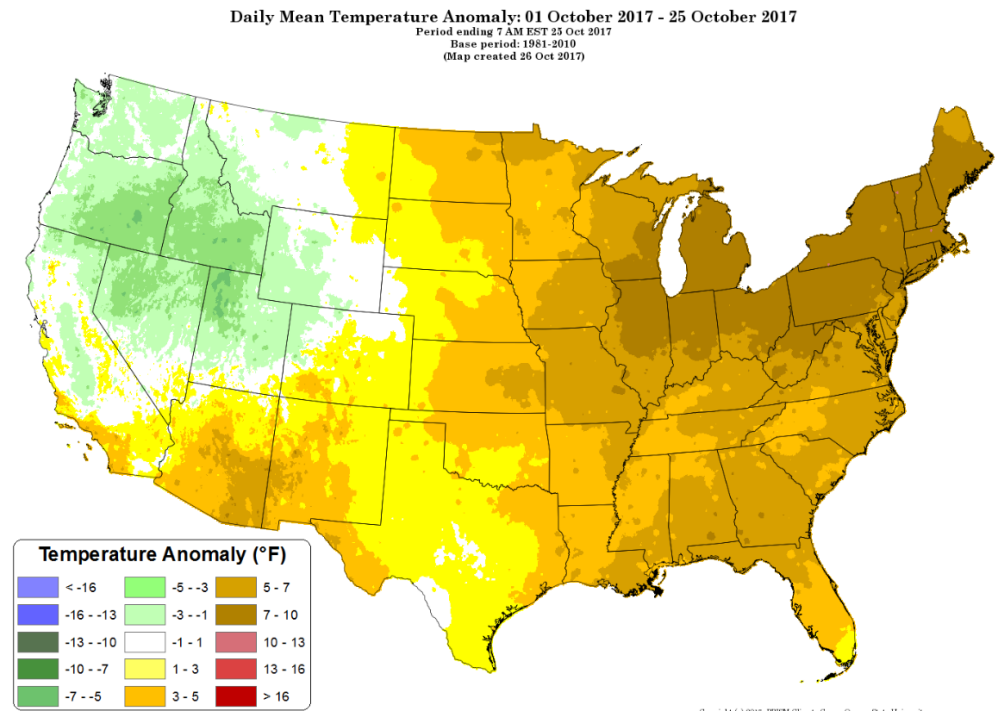 Daily Mean Temperature Anomaly: 01 October 2017 - 25 October 2017
Period ending 7 AM EST 25 Oct 2017
Base period: 1981-2010
(Map created 26 Oct 2017)
Temperature Anomaly (°F)
< -16
-5 - -3
5 - 7
-16 - -13
-3 - -1
7 - 10
-13 - -10
-1 - 1
10 - 13
-10 - -7
1 - 3
13 - 16
-7 - -5
3 - 5
> 16